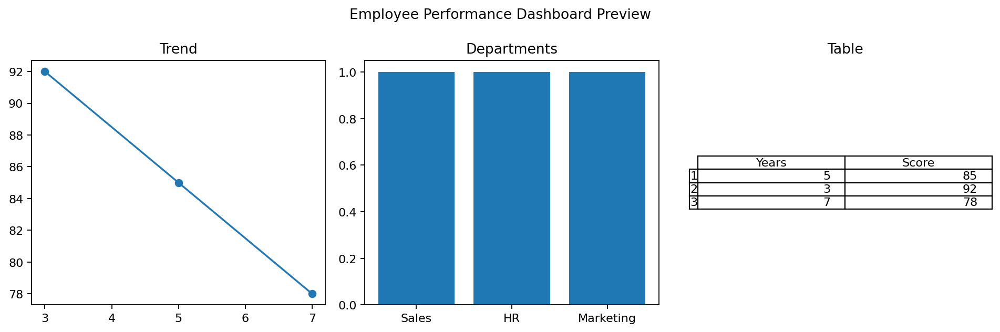 Employee Performance Dashboard Preview
Trend
92
90
88
86
84
82
80
78
3 4 5 6 7
Departments
1.0
0.8
0.6
0.4
0.2
0.0
Sales HR Marketing
Table
Years Score
1 5 85
2 3 92
3 7 78